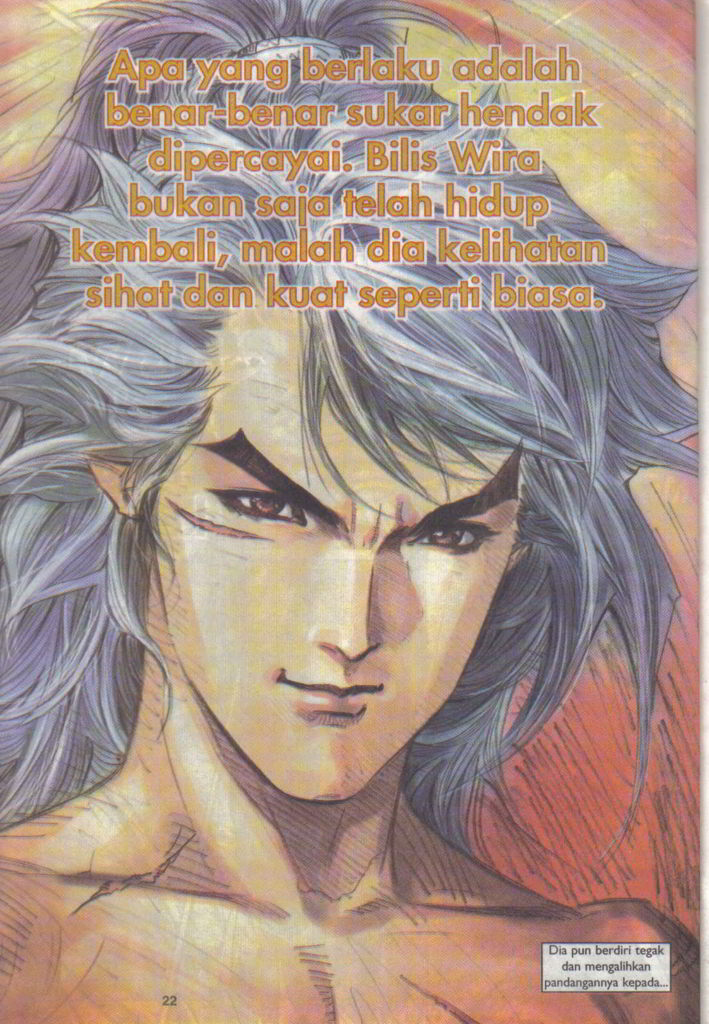 Apa yang berlaku adalah
benar-benar sukar hendak
dipercayai. Bilis Wira
bukan saja telah hidup
kembali, malah dia kelihatan
sihat dan kuat seperti biasa.
Dia pun berdiri tegak
dan mengalihkan
pandangannya kepada...
22